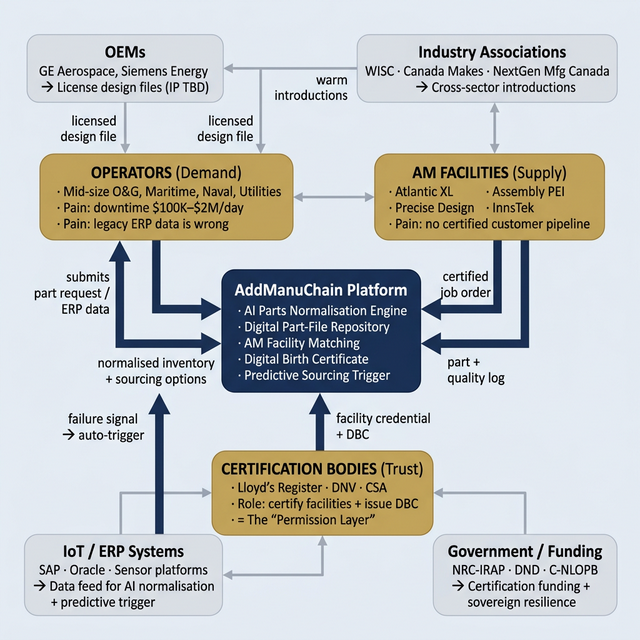 OEMs
GE Aerospace, Siemens Energy
→ License design files (IP TBD)
Industry Associations
WISC · Canada Makes · NextGen Mfg Canada
→ Cross-sector introductions
warm
introductions
licensed
design file
licensed
design file
OPERATORS (Demand)
· Mid-size O&G, Maritime, Naval, Utilities
· Pain: downtime $100K–$2M/day
· Pain: legacy ERP data is wrong
AM FACILITIES (Supply)
· Atlantic XL · Assembly PEI
· Precise Design · InnsTek
· Pain: no certified customer pipeline
submits
part request /
ERP data
AddManuChain Platform
· AI Parts Normalisation Engine
· Digital Part-File Repository
· AM Facility Matching
· Digital Birth Certificate
· Predictive Sourcing Trigger
certified
job order
normalised inventory
+ sourcing options
part +
quality log
failure signal
→ auto-trigger
facility credential
+ DBC
CERTIFICATION BODIES (Trust)
· Lloyd's Register · DNV · CSA
· Role: certify facilities + issue DBC
· = The “Permission Layer”
IoT / ERP Systems
SAP · Oracle · Sensor platforms
→ Data feed for AI normalisation
+ predictive trigger
Government / Funding
NRC-IRAP · DND · C-NLOPB
→ Certification funding +
sovereign resilience